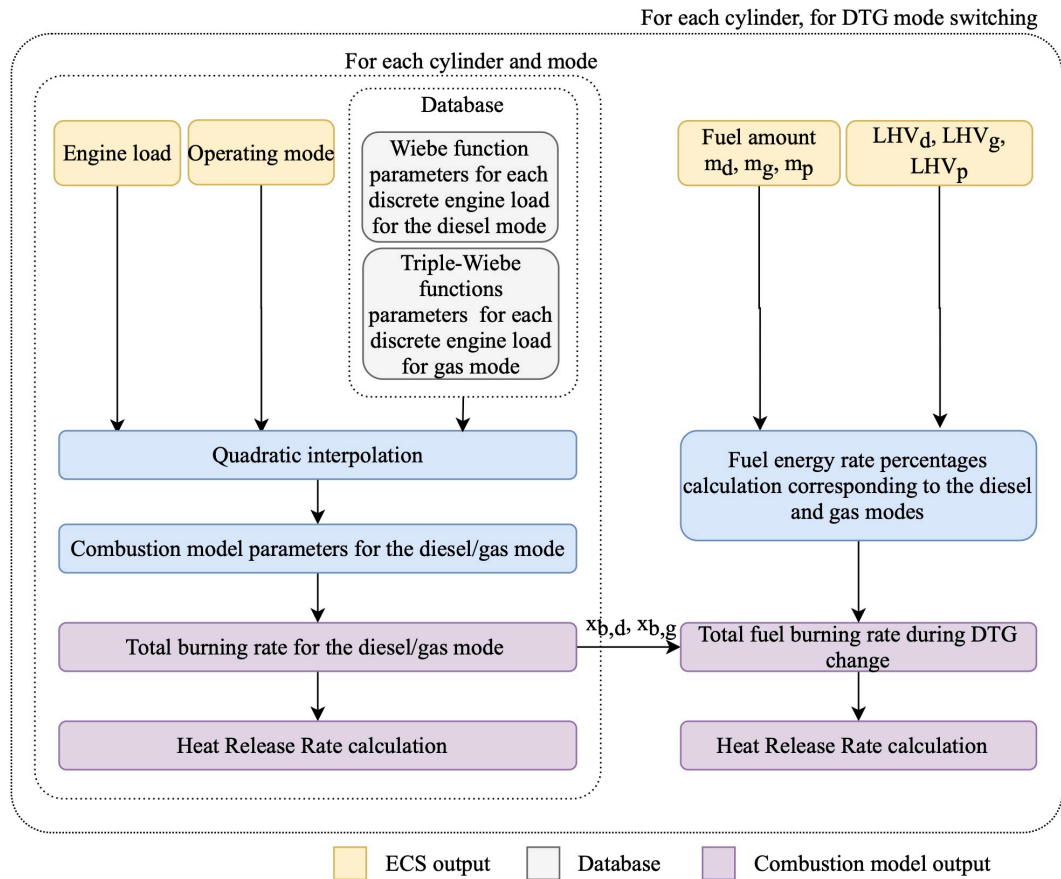 For each cylinder, for DTG mode switching
For each cylinder and mode
Database
Engine load
Operating mode
Wiebe function
parameters for each
discrete engine load
for the diesel mode
Triple-Wiebe
functions
parameters for each
discrete engine load
for gas mode
Fuel amount
md, mg, mp
LHVd, LHVg,
LHVp
Quadratic interpolation
Combustion model parameters for the diesel/gas mode
Total burning rate for the diesel/gas mode
Heat Release Rate calculation
xb,d, xb,g
Fuel energy rate percentages
calculation corresponding to the diesel
and gas modes
Total fuel burning rate during DTG
change
Heat Release Rate calculation
ECS output
Database
Combustion model output